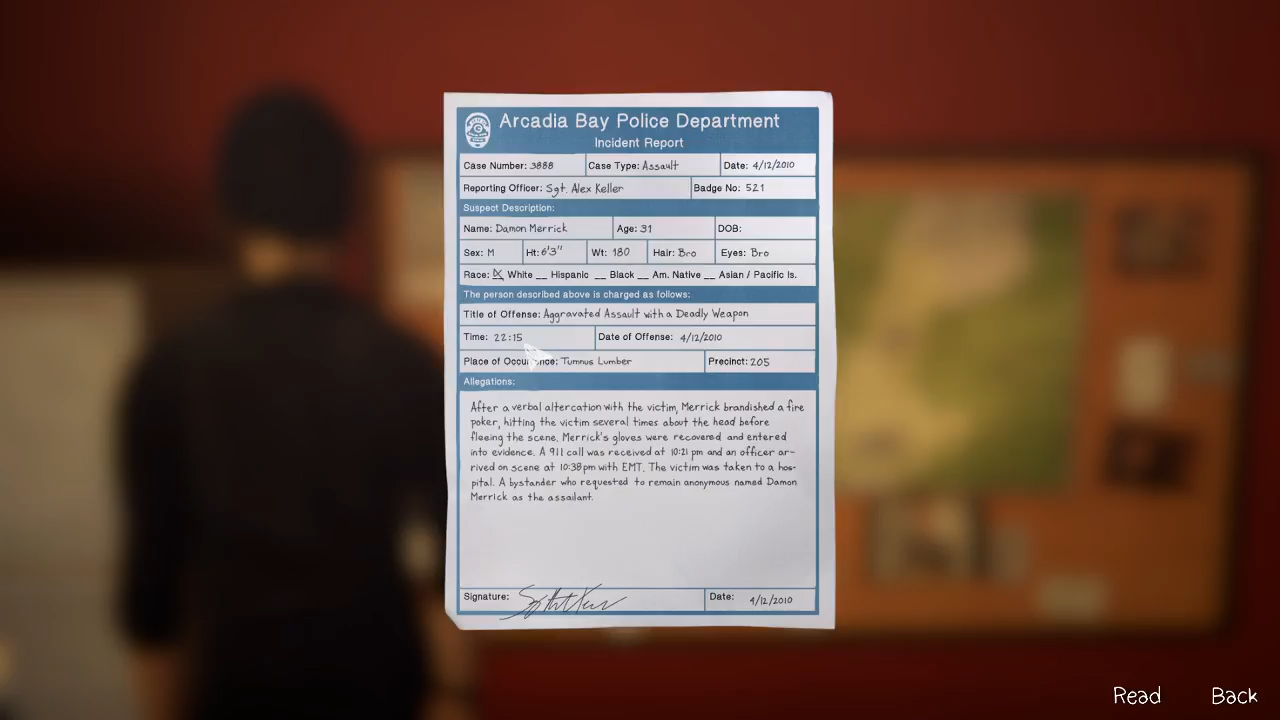 Arcadia Bay Police Department
Incident Report
Case Number: 3888 Case Type: Assault Date: 4/12/2010
Reporting Officer: Sgt. Alex Keller Badge No: 521
Suspect Description:
Name: Damon Merrick Age: 31 DOB:
Sex: M Ht: 6'3" Wt: 180 Hair: Bro Eyes: Bro
Race: X White __ Hispanic __ Black __ Am. Native __ Asian / Pacific Is.
The person described above is charged as follows:
Title of Offense: Aggravated Assault with a Deadly Weapon
Time: 22:15 Date of Offense: 4/12/2010
Place of Occurence: Tumnus Lumber Precinct: 205
Allegations:
After a verbal altercation with the victim, Merrick brandished a fire
poker, hitting the victim several times about the head before
fleeing the scene. Merrick's gloves were recovered and entered
into evidence. A 911 call was received at 10:21 pm and an officer ar-
rived on scene at 10:38pm with EMT. The victim was taken to a hos-
pital. A bystander who requested to remain anonymous named Damon
Merrick as the assailant.
Signature: Date: 4/12/2010
Read Back